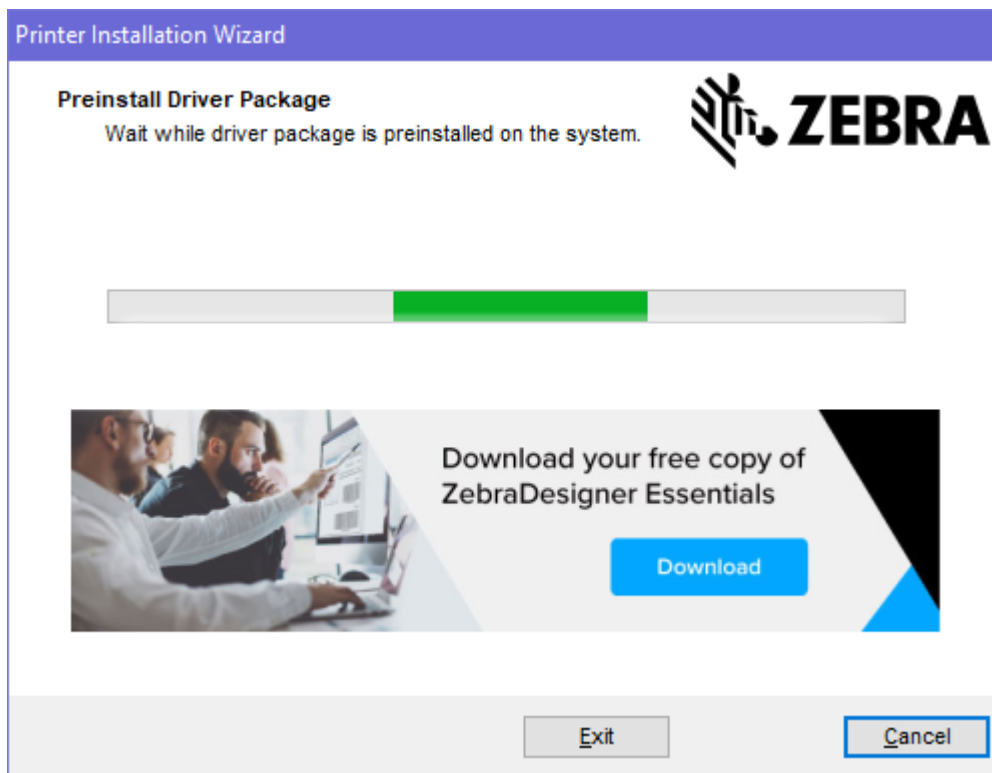 Printer Installation Wizard
Preinstall Driver Package
Wait while driver package is preinstalled on the system.
ZEBRA
Download your free copy of
ZebraDesigner Essentials
Download
Exit
Cancel